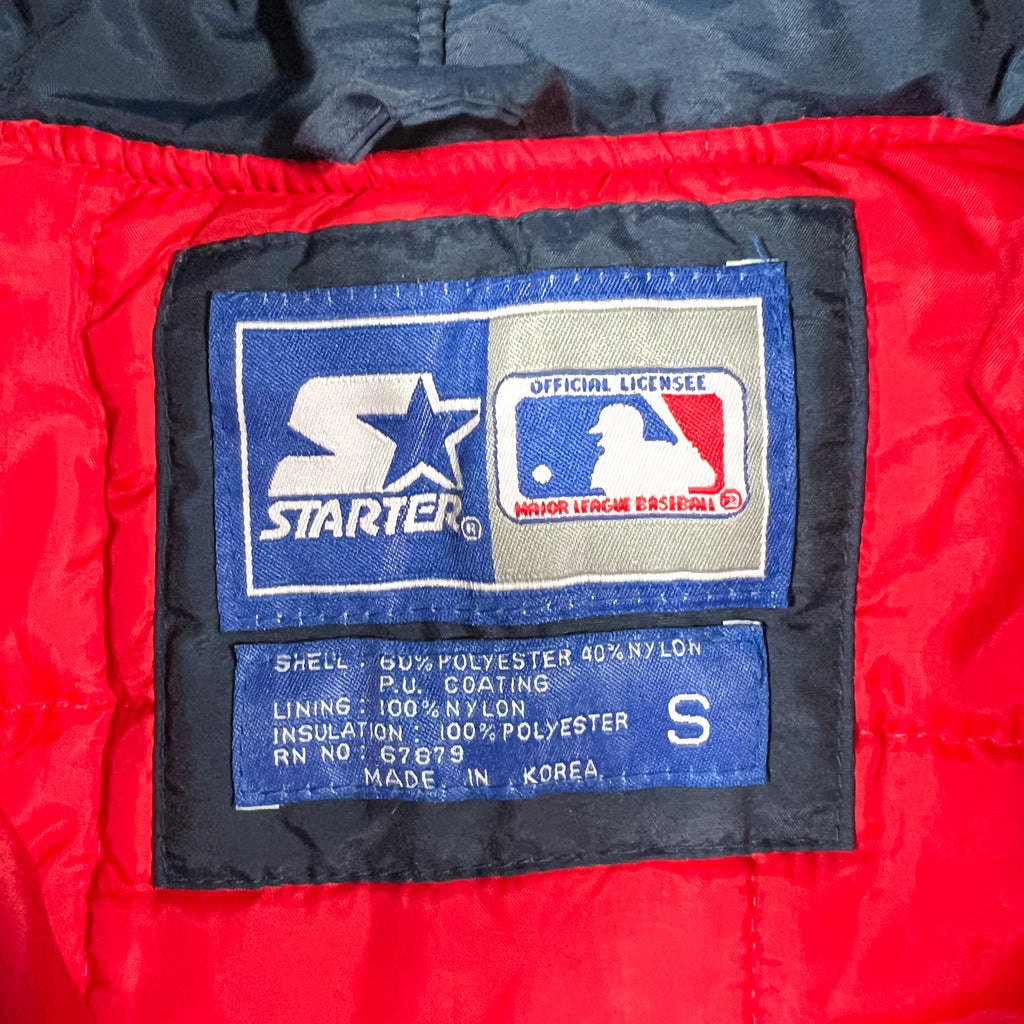 STARTER®
OFFICIAL LICENSEE
MAJOR LEAGUE BASEBALL ®
SHELL : 60% POLYESTER 40% NYLON
P.U. COATING
LINING : 100% NYLON
INSULATION : 100% POLYESTER
RN NO : 67879
MADE IN KOREA
S